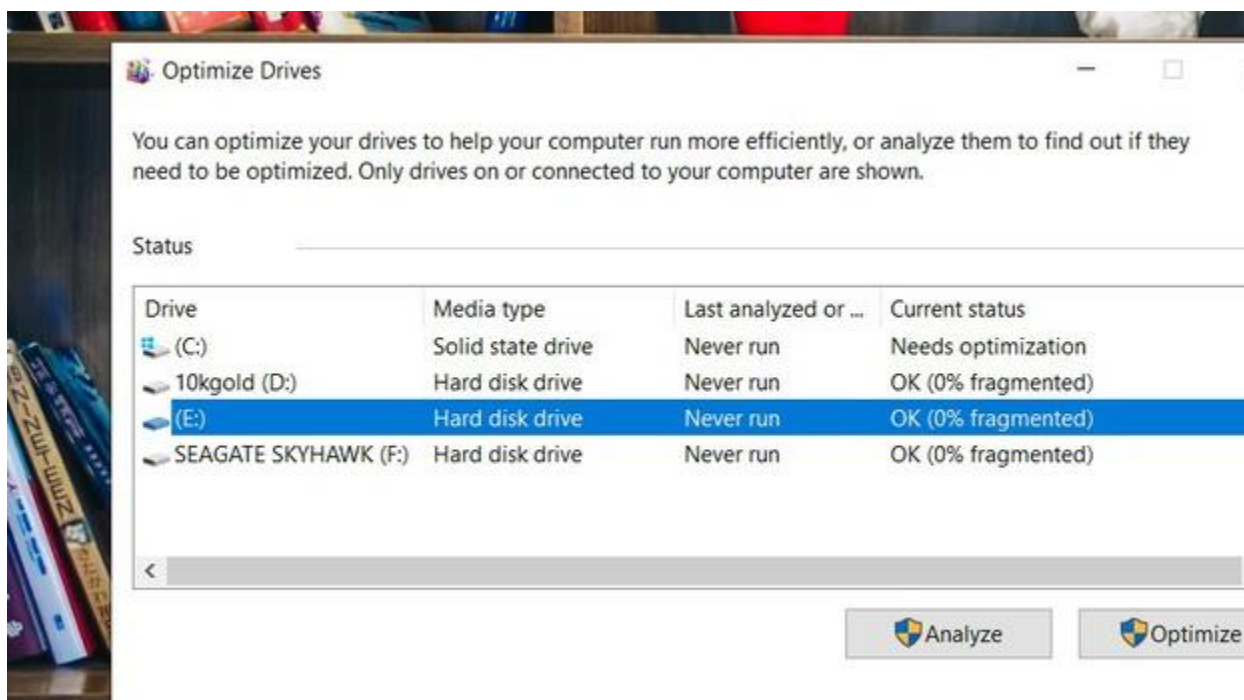 Optimize Drives
You can optimize your drives to help your computer run more efficiently, or analyze them to find out if they
need to be optimized. Only drives on or connected to your computer are shown.
Status
Drive Media type Last analyzed or ... Current status
(C:) Solid state drive Never run Needs optimization
10kgold (D:) Hard disk drive Never run OK (0% fragmented)
(E:) Hard disk drive Never run OK (0% fragmented)
SEAGATE SKYHAWK (F:) Hard disk drive Never run OK (0% fragmented)
Analyze Optimize